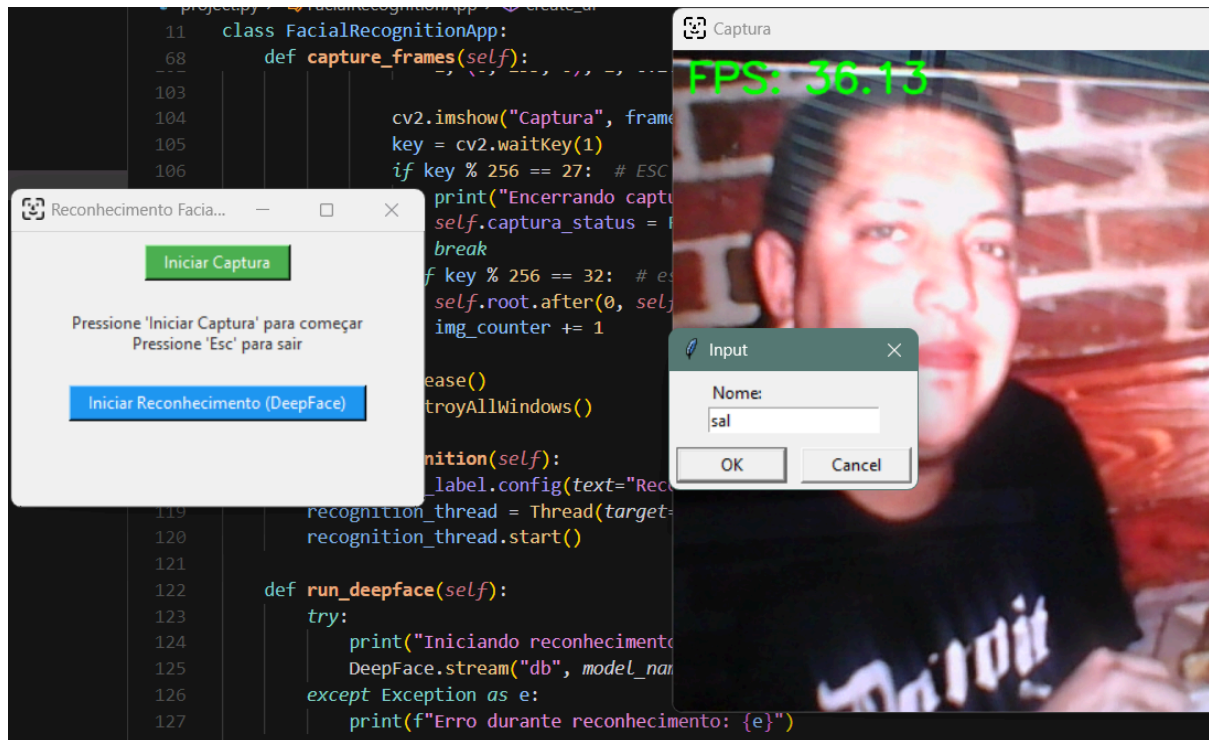 project.py > FacialRecognitionApp >
11 class FacialRecognitionApp:
68 def capture_frames(self):
103
104 cv2.imshow("Captura", frame
105 key = cv2.waitKey(1)
106 if key % 256 == 27: # ESC
print("Encerrando captu
self.captura_status =
break
f key % 256 == 32: # es
self.root.after(0, self
img_counter += 1
ease()
troyAllWindows()
nition(self):
_label.config(text="Reco
119 recognition_thread = Thread(target=
120 recognition_thread.start()
121
122 def run_deepface(self):
123 try:
124 print("Iniciando reconhecimento
125 DeepFace.stream("db", model_nam
126 except Exception as e:
127 print(f"Erro durante reconhecimento: {e}")
Reconhecimento Facia...
Iniciar Captura
Pressione 'Iniciar Captura' para começar
Pressione 'Esc' para sair
Iniciar Reconhecimento (DeepFace)
Captura
FPS: 36.13
Input
Nome:
sal
OK
Cancel
Detroit